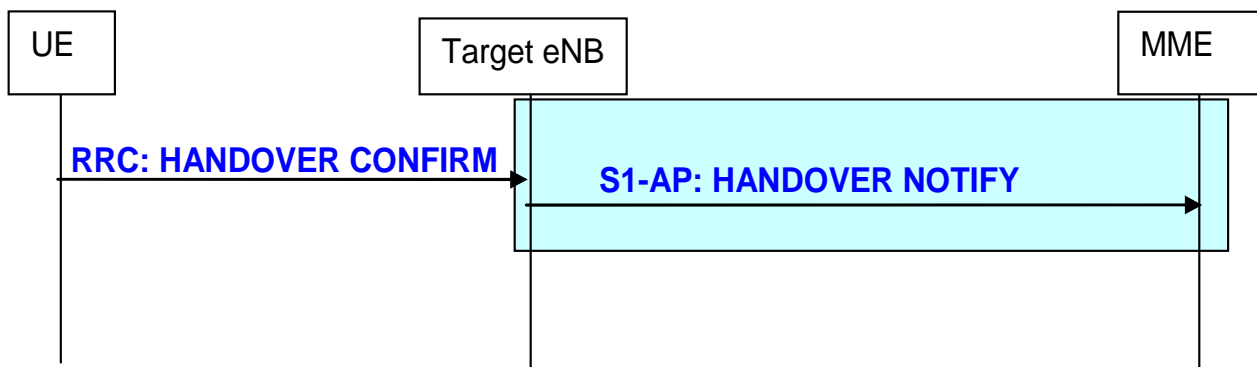 UE
Target eNB
MME
RRC: HANDOVER CONFIRM
S1-AP: HANDOVER NOTIFY